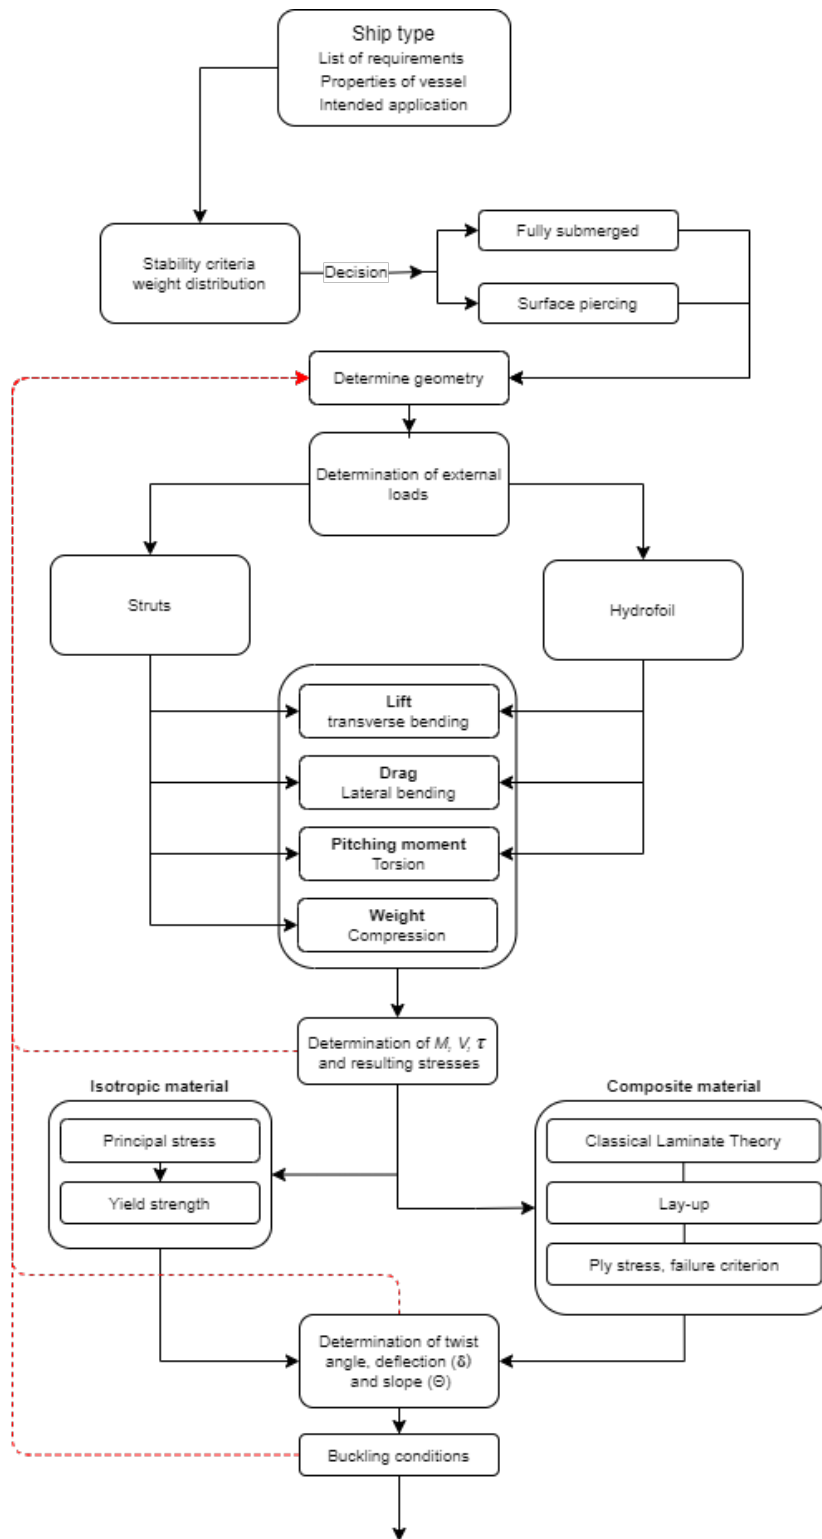 Ship type
List of requirements
Properties of vessel
Intended application
Stability criteria
weight distribution
Decision
Fully submerged
Surface piercing
Determine geometry
Determination of external
loads
Struts
Hydrofoil
Lift
transverse bending
Drag
Lateral bending
Pitching moment
Torsion
Weight
Compression
Determination of M, V, τ
and resulting stresses
Isotropic material
Composite material
Principal stress
Yield strength
Classical Laminate Theory
Lay-up
Ply stress, failure criterion
Determination of twist
angle, deflection (δ)
and slope (Θ)
Buckling conditions